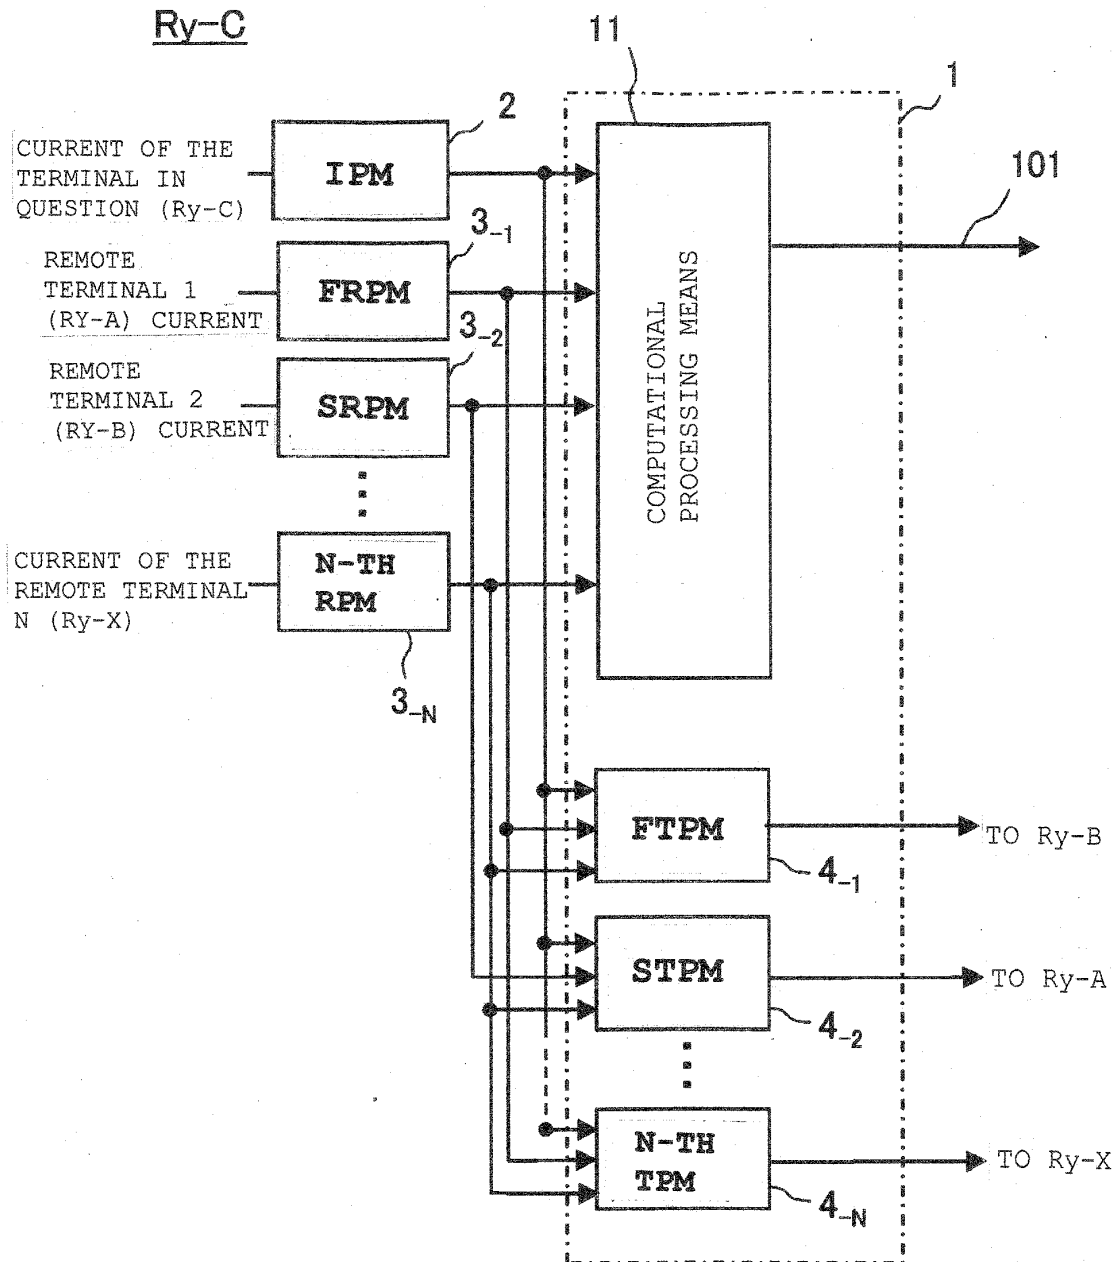 Ry-C
11
1
2
CURRENT OF THE
TERMINAL IN
QUESTION (Ry-C)
IPM
101
3-1
REMOTE
TERMINAL 1
(RY-A) CURRENT
FRPM
3-2
REMOTE
TERMINAL 2
(RY-B) CURRENT
SRPM
COMPUTATIONAL
PROCESSING MEANS
CURRENT OF THE
REMOTE TERMINAL
N (Ry-X)
N-TH
RPM
3-N
FTPM
TO Ry-B
4-1
STPM
TO Ry-A
4-2
N-TH
TPM
TO Ry-X
4-N